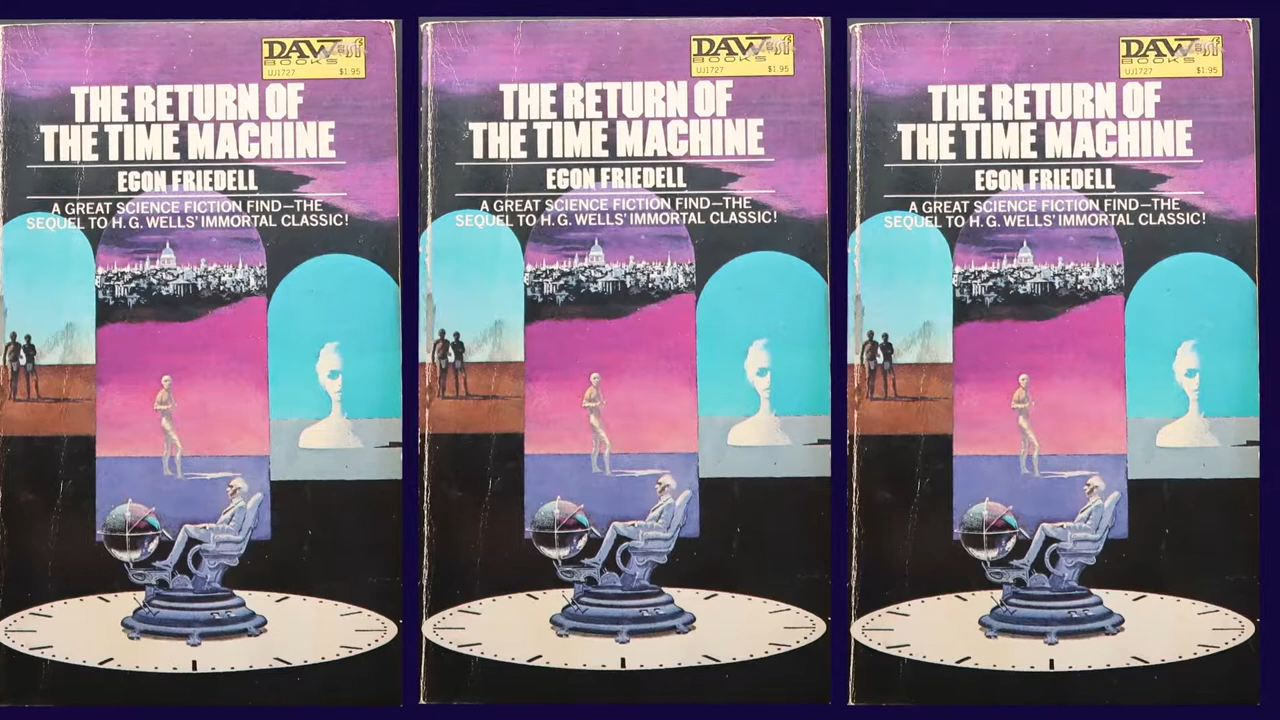 DAW sf
BOOKS
UJ1727 $1.95
THE RETURN OF
THE TIME MACHINE
EGON FRIEDELL
A GREAT SCIENCE FICTION FIND—THE
SEQUEL TO H. G. WELLS' IMMORTAL CLASSIC!
DAW sf
BOOKS
UJ1727 $1.95
THE RETURN OF
THE TIME MACHINE
EGON FRIEDELL
A GREAT SCIENCE FICTION FIND—THE
SEQUEL TO H. G. WELLS' IMMORTAL CLASSIC!
DAW sf
BOOKS
UJ1727 $1.95
THE RETURN OF
THE TIME MACHINE
EGON FRIEDELL
A GREAT SCIENCE FICTION FIND—THE
SEQUEL TO H. G. WELLS' IMMORTAL CLASSIC!